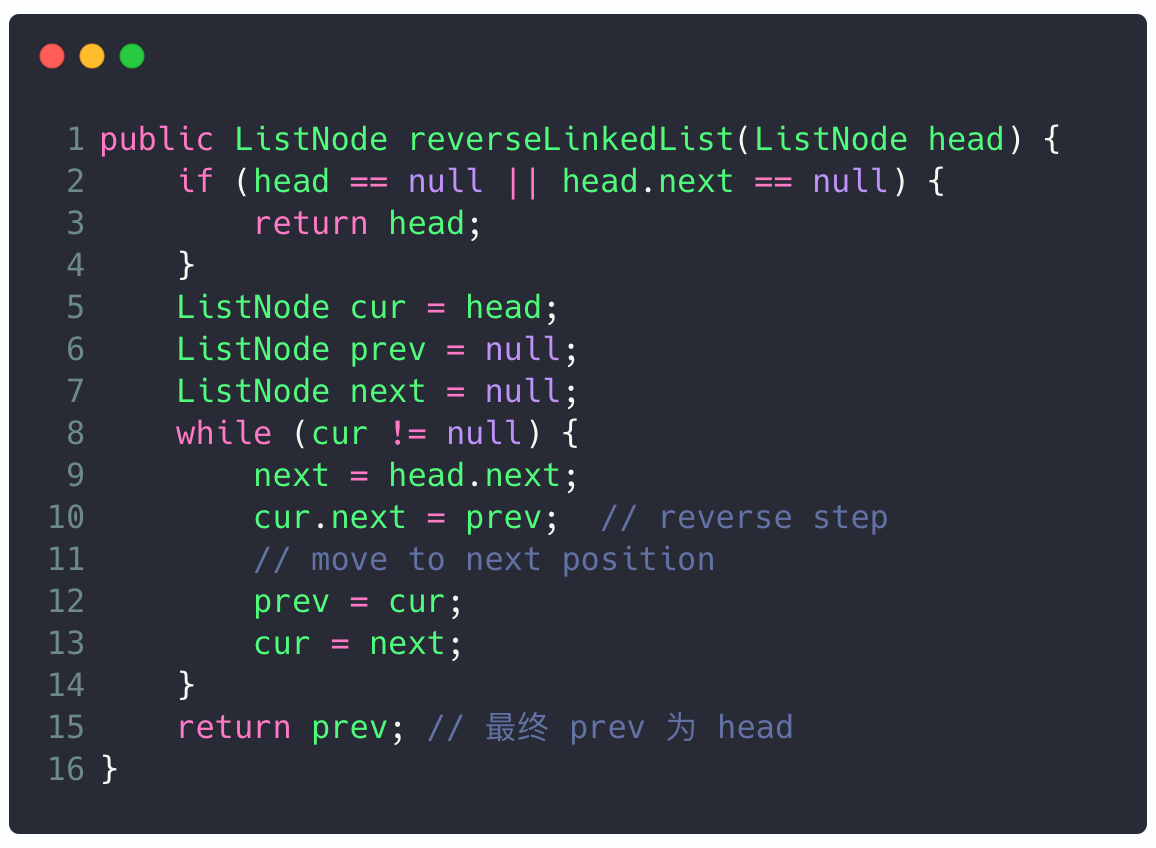 1 public ListNode reverseLinkedList(ListNode head) {
2     if (head == null || head.next == null) {
3         return head;
4     }
5     ListNode cur = head;
6     ListNode prev = null;
7     ListNode next = null;
8     while (cur != null) {
9         next = head.next;
10         cur.next = prev;  // reverse step
11         // move to next position
12         prev = cur;
13         cur = next;
14     }
15     return prev; // 最终 prev 为 head
16 }